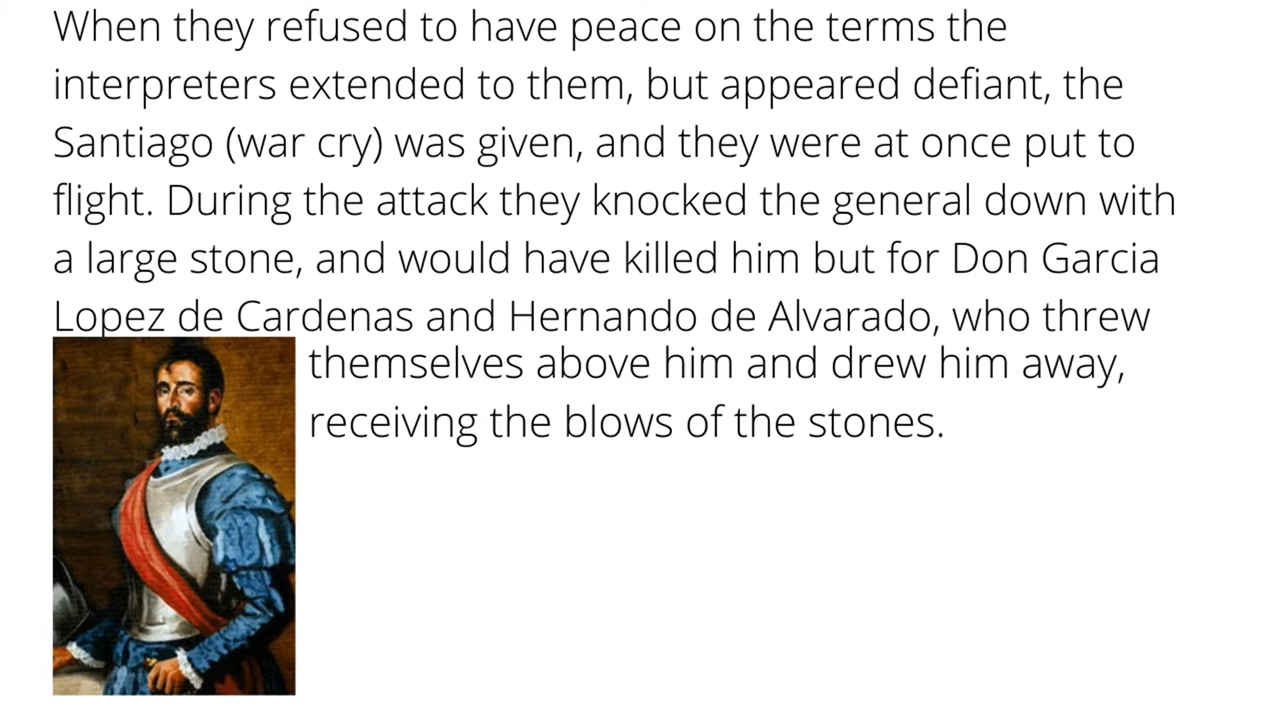 When they refused to have peace on the terms the
interpreters extended to them, but appeared defiant, the
Santiago (war cry) was given, and they were at once put to
flight. During the attack they knocked the general down with
a large stone, and would have killed him but for Don Garcia
Lopez de Cardenas and Hernando de Alvarado, who threw
themselves above him and drew him away,
receiving the blows of the stones.